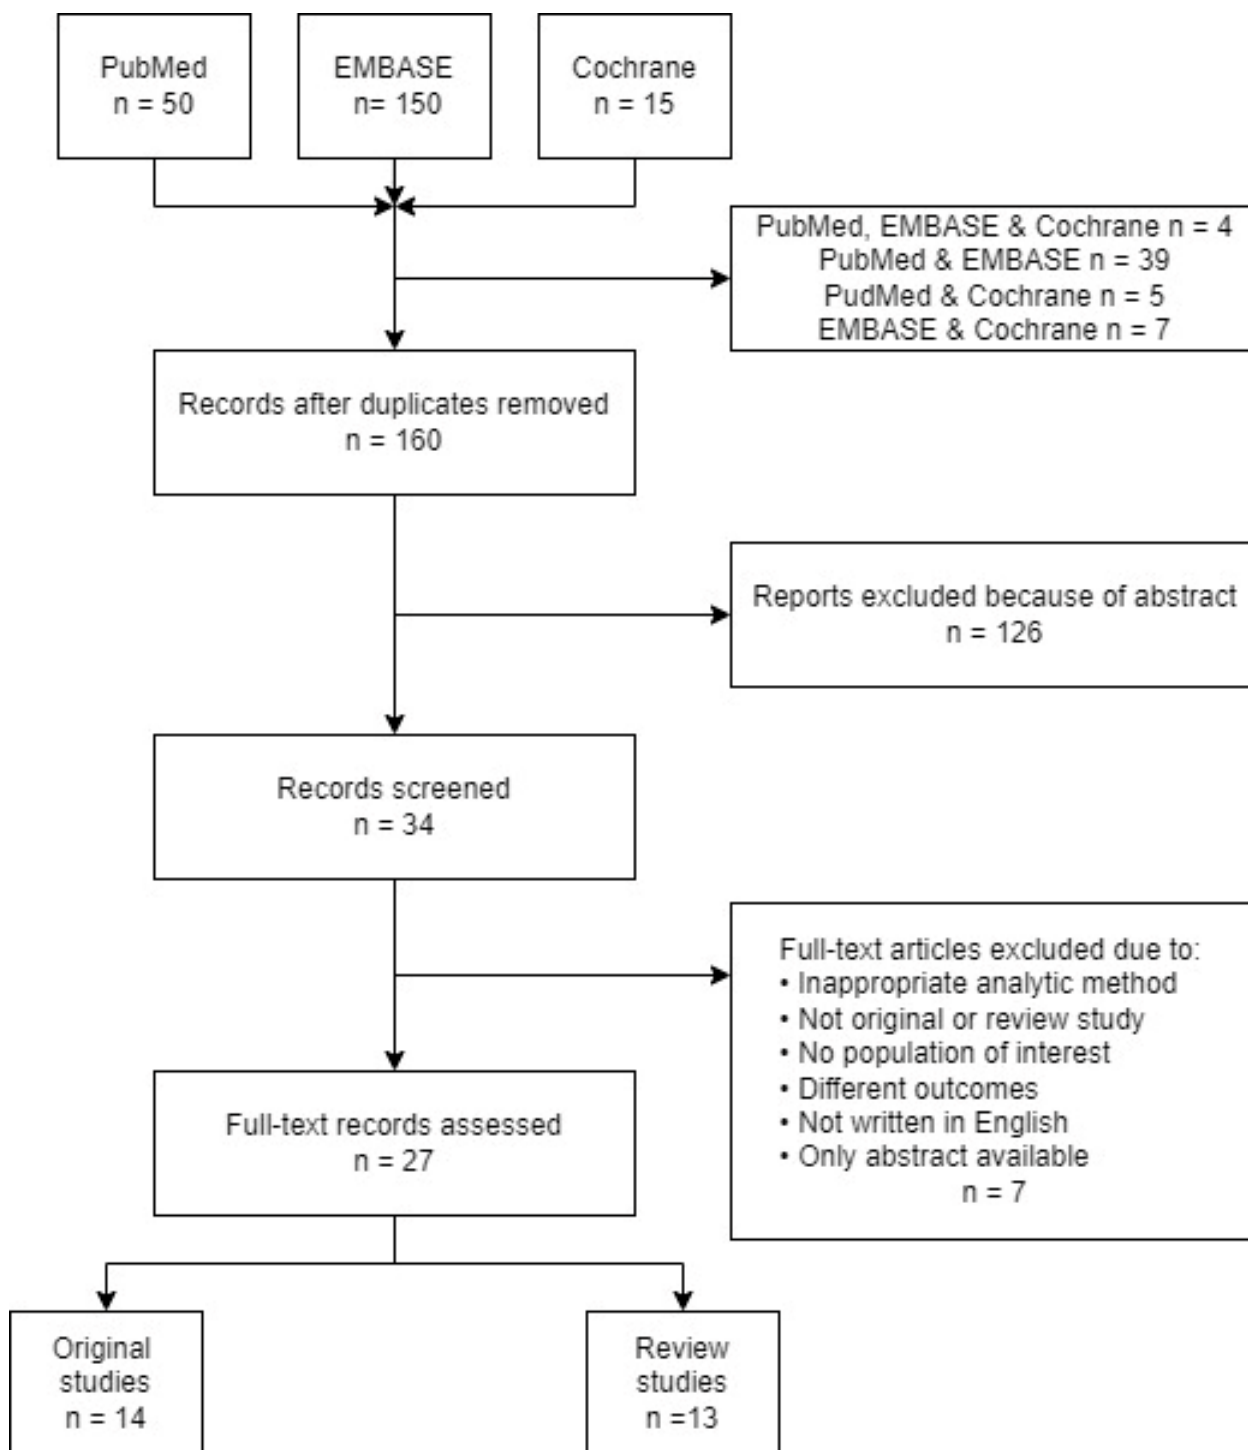 PubMed
n = 50
EMBASE
n= 150
Cochrane
n = 15
PubMed, EMBASE & Cochrane n = 4
PubMed & EMBASE n = 39
PudMed & Cochrane n = 5
EMBASE & Cochrane n = 7
Records after duplicates removed
n = 160
Reports excluded because of abstract
n = 126
Records screened
n = 34
Full-text articles excluded due to:
• Inappropriate analytic method
• Not original or review study
• No population of interest
• Different outcomes
• Not written in English
• Only abstract available
n = 7
Full-text records assessed
n = 27
Original
studies
n = 14
Review
studies
n =13